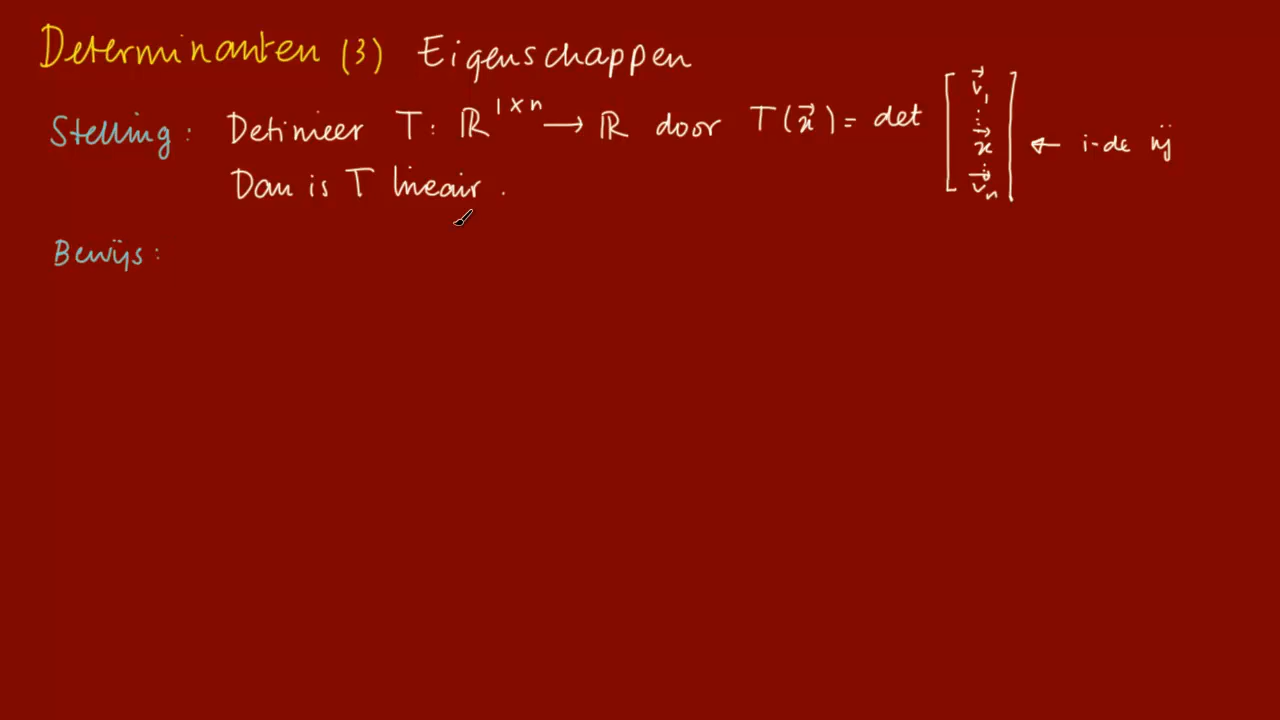 Determinanten (3) Eigenschappen
Stelling: Definieer T: ℝ^{1×n} → ℝ door T(x⃗) = det [ v⃗₁ ⋮ x⃗ ⋮ v⃗ₙ ] ← i-de rij
Dan is T lineair.
Bewijs: